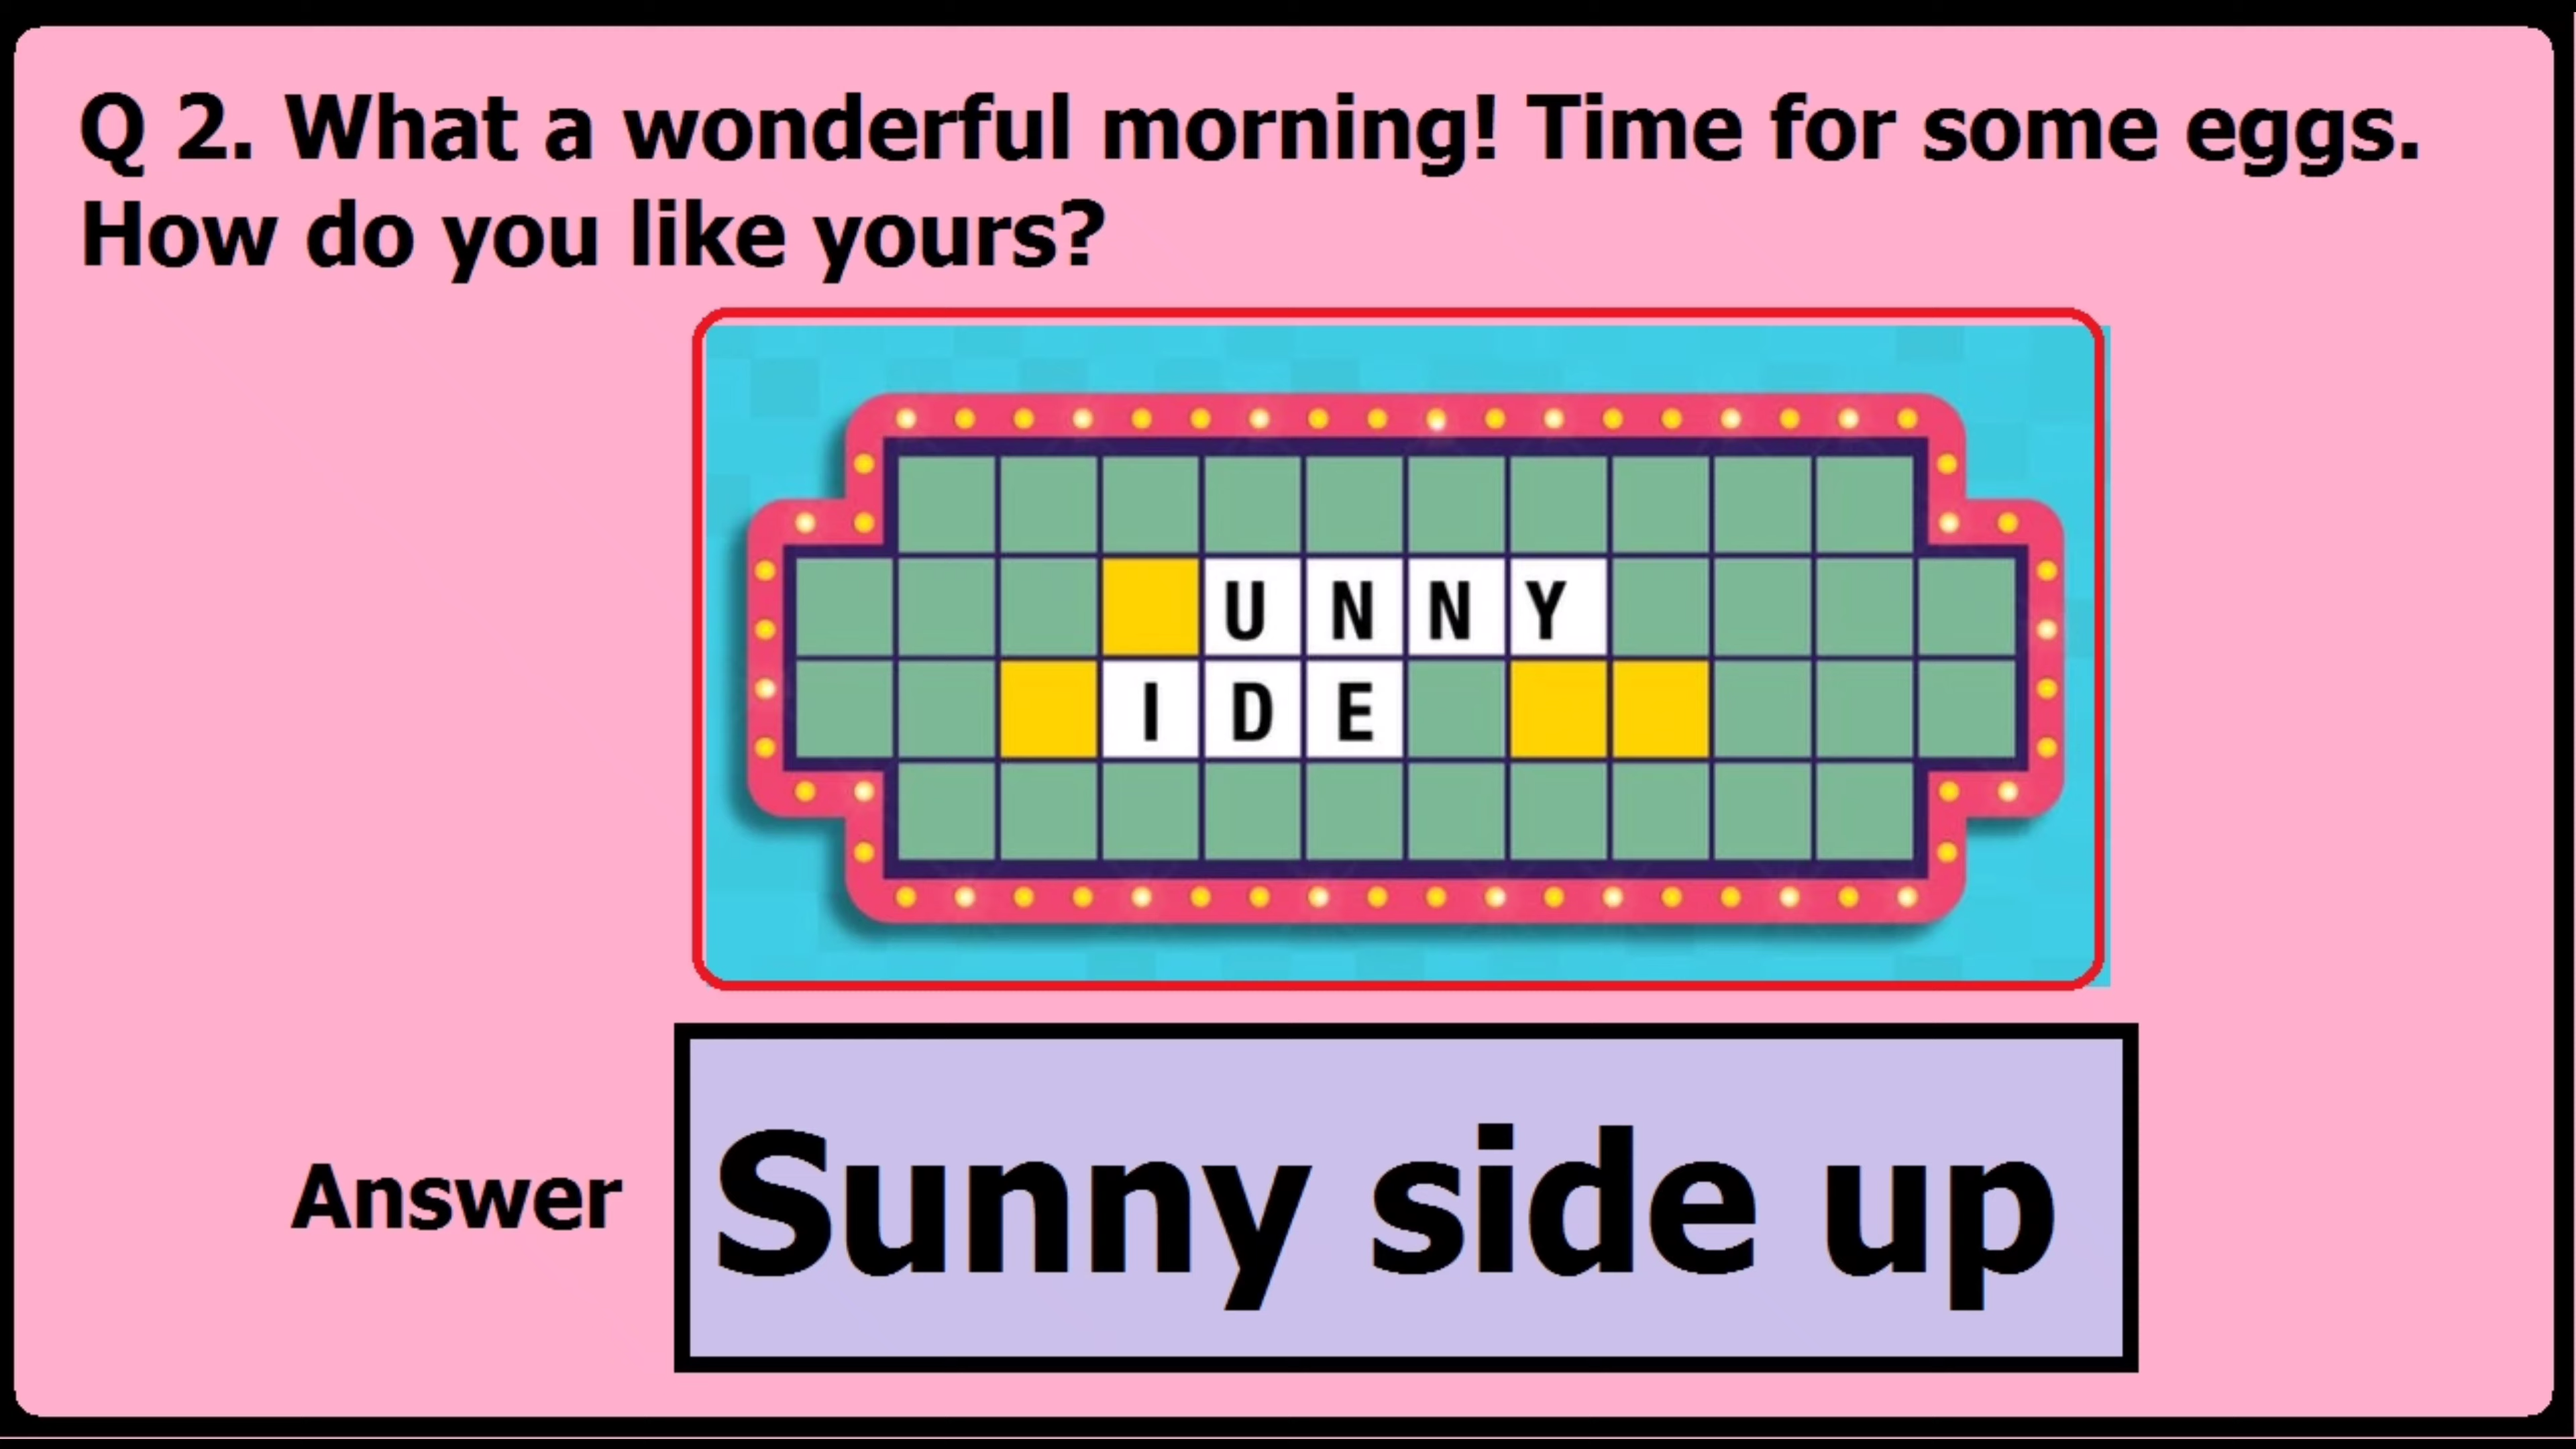 Q 2. What a wonderful morning! Time for some eggs.
How do you like yours?
UNNY
IDE
Answer
Sunny side up